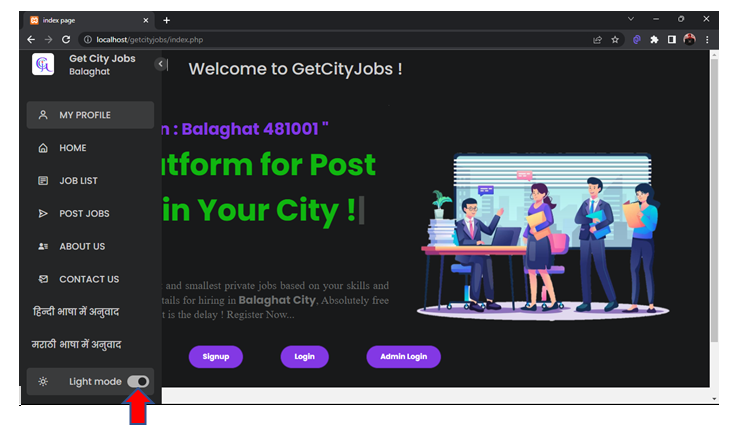 index page
localhost/getcityjobs/index.php
Get City Jobs
Balaghat
Welcome to GetCityJobs !
MY PROFILE
HOME
JOB LIST
POST JOBS
ABOUT US
CONTACT US
हिन्दी भाषा में अनुवाद
मराठी भाषा में अनुवाद
Light mode
n : Balaghat 481001 "
atform for Post
in Your City !
and smallest private jobs based on your skills and
tails for hiring in Balaghat City, Absolutely free
t is the delay ! Register Now...
Signup
Login
Admin Login